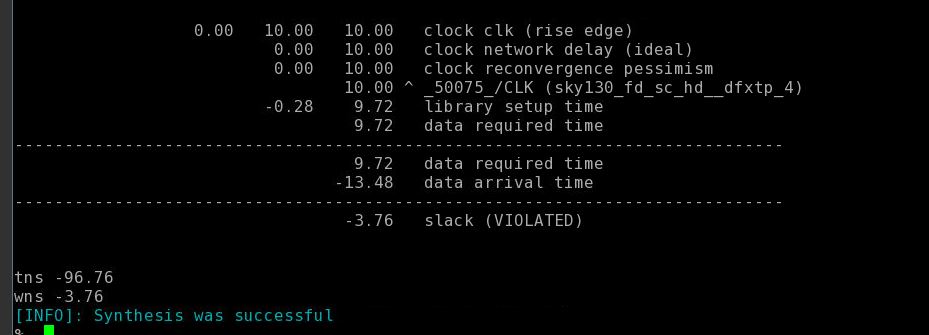 0.00 10.00 10.00 clock clk (rise edge)
0.00 10.00 clock network delay (ideal)
0.00 10.00 clock reconvergence pessimism
10.00 ^ _50075_/CLK (sky130_fd_sc_hd__dfxtp_4)
-0.28 9.72 library setup time
9.72 data required time
-----------------------------------------------------------------------------
9.72 data required time
-13.48 data arrival time
-----------------------------------------------------------------------------
-3.76 slack (VIOLATED)
tns -96.76
wns -3.76
[INFO]: Synthesis was successful
%